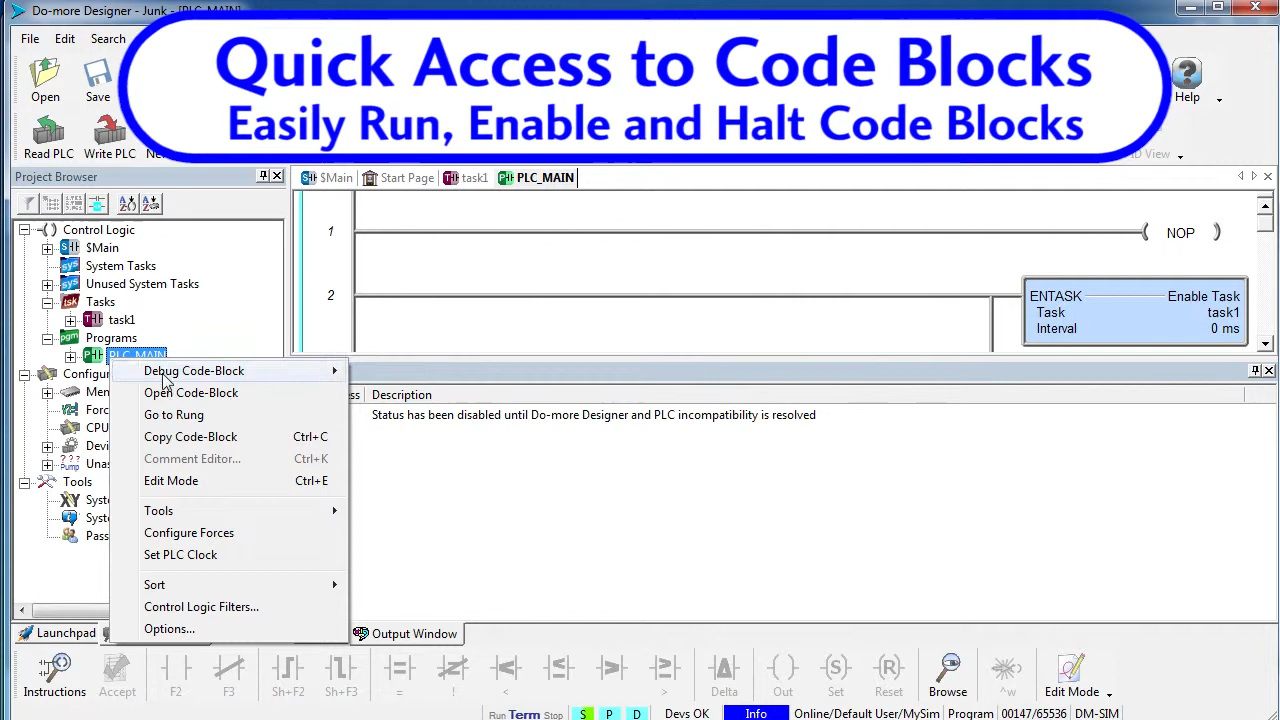 Do-more Designer - Junk - [PLC_MAIN]
Quick Access to Code Blocks
Easily Run, Enable and Halt Code Blocks
File Edit Search
Open Save Help
Read PLC Write PLC
View
Project Browser
$Main Start Page task1 PLC_MAIN
Control Logic
$Main
System Tasks
Unused System Tasks
Tasks
task1
Programs
PLC_MAIN
1 NOP
2
ENTASK Enable Task
Task task1
Interval 0 ms
Debug Code-Block
Open Code-Block
Go to Rung
Copy Code-Block Ctrl+C
Comment Editor... Ctrl+K
Edit Mode Ctrl+E
Tools
Configure Forces
Set PLC Clock
Sort
Control Logic Filters...
Options...
Description
Status has been disabled until Do-more Designer and PLC incompatibility is resolved
CPU
Tools
XY
Launchpad Output Window
Instructions Accept F2 F3 Sh+F2 Sh+F3 = ! < > Delta Out Set Reset Browse ^w Edit Mode
Run Term Stop S P D Devs OK Info Online/Default User/MySim Program 00147/65536 DM-SIM